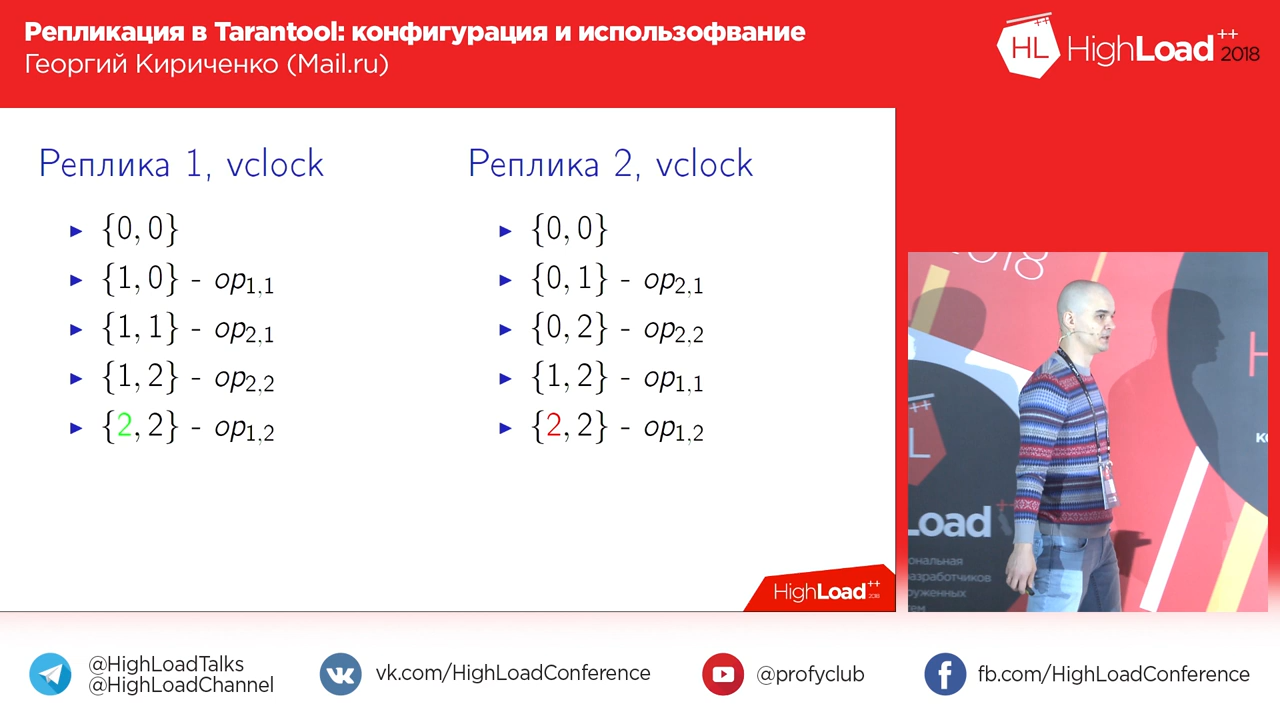 Репликация в Tarantool: конфигурация и использофвание
Георгий Кириченко (Mail.ru)
HL HighLoad++ 2018
Реплика 1, vclock
► {0, 0}
► {1, 0} - op1,1
► {1, 1} - op2,1
► {1, 2} - op2,2
► {2, 2} - op1,2
Реплика 2, vclock
► {0, 0}
► {0, 1} - op2,1
► {0, 2} - op2,2
► {1, 2} - op1,1
► {2, 2} - op1,2
HighLoad++ 2018
2018
H
L
Load++
@HighLoadTalks
@HighLoadChannel
vk.com/HighLoadConference
@profyclub
fb.com/HighLoadConference